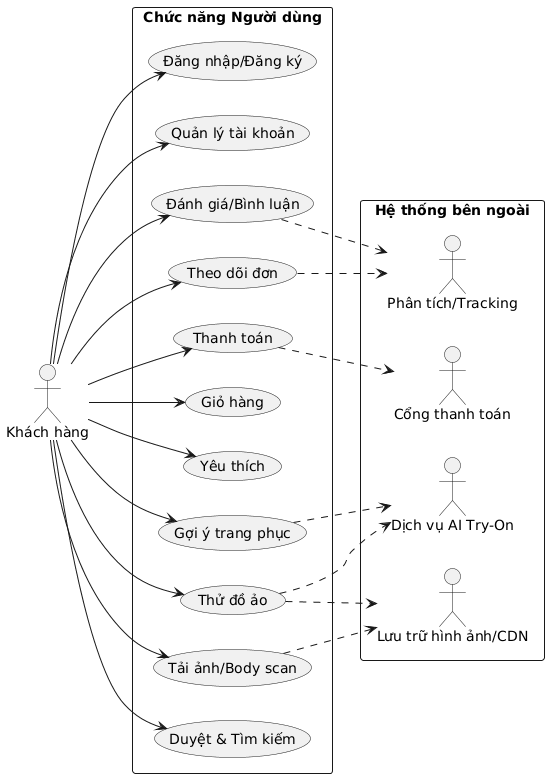 Chức năng Người dùng
Đăng nhập/Đăng ký
Quản lý tài khoản
Đánh giá/Bình luận
Theo dõi đơn
Thanh toán
Giỏ hàng
Yêu thích
Gợi ý trang phục
Thử đồ ảo
Tải ảnh/Body scan
Duyệt & Tìm kiếm
Khách hàng
Hệ thống bên ngoài
Phân tích/Tracking
Cổng thanh toán
Dịch vụ AI Try-On
Lưu trữ hình ảnh/CDN